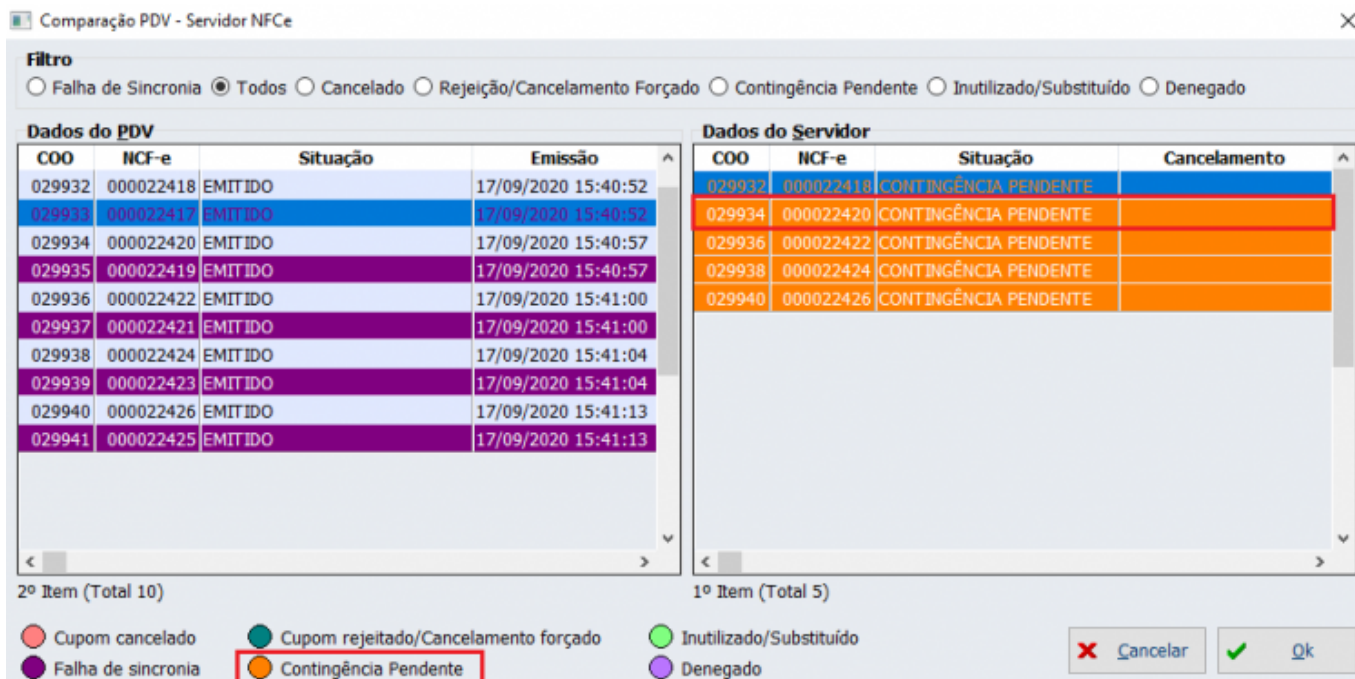 Comparação PDV - Servidor NFCe
Filtro
Falha de Sincronia Todos Cancelado Rejeição/Cancelamento Forçado Contingência Pendente Inutilizado/Substituído Denegado
Dados do PDV
COO NCF-e Situação Emissão
029932 000022418 EMITIDO 17/09/2020 15:40:52
029933 000022417 EMITIDO 17/09/2020 15:40:52
029934 000022420 EMITIDO 17/09/2020 15:40:57
029935 000022419 EMITIDO 17/09/2020 15:40:57
029936 000022422 EMITIDO 17/09/2020 15:41:00
029937 000022421 EMITIDO 17/09/2020 15:41:00
029938 000022424 EMITIDO 17/09/2020 15:41:04
029939 000022423 EMITIDO 17/09/2020 15:41:04
029940 000022426 EMITIDO 17/09/2020 15:41:13
029941 000022425 EMITIDO 17/09/2020 15:41:13
2º Item (Total 10)
Dados do Servidor
COO NCF-e Situação Cancelamento
029932 000022418 CONTINGÊNCIA PENDENTE
029934 000022420 CONTINGÊNCIA PENDENTE
029936 000022422 CONTINGÊNCIA PENDENTE
029938 000022424 CONTINGÊNCIA PENDENTE
029940 000022426 CONTINGÊNCIA PENDENTE
1º Item (Total 5)
Cupom cancelado Cupom rejeitado/Cancelamento forçado Inutilizado/Substituído
Falha de sincronia Contingência Pendente Denegado
Cancelar Ok